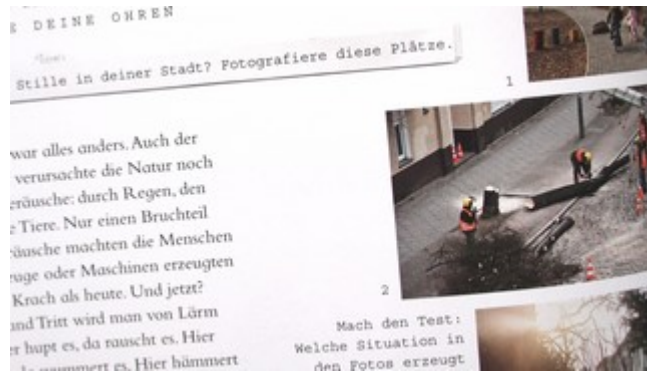 DEINE OHREN
Stille in deiner Stadt? Fotografiere diese Plätze.
1
war alles anders. Auch der
verursachte die Natur noch
eräusche: durch Regen, den
Tiere. Nur einen Bruchteil
äusche machten die Menschen
uge oder Maschinen erzeugten
Krach als heute. Und jetzt?
und Tritt wird man von Lärm
r hupt es, da rauscht es. Hier
es. Hier hämmert
2
Mach den Test:
Welche Situation in
den Fotos erzeugt